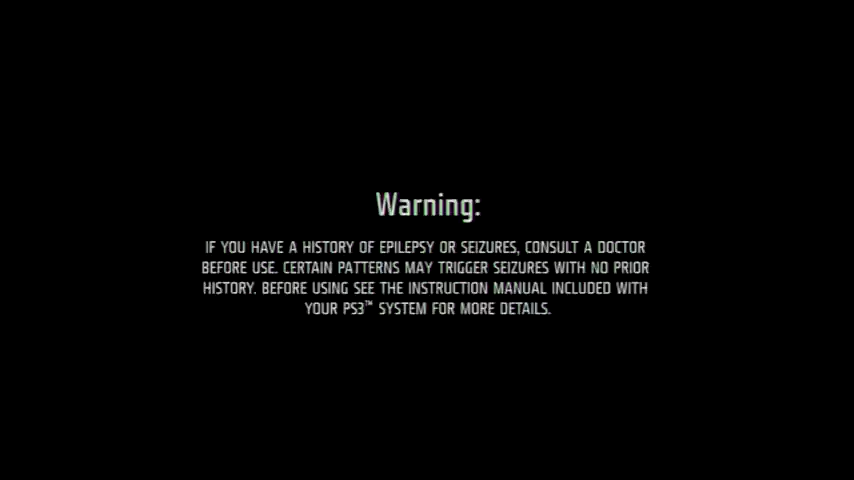 Warning:
IF YOU HAVE A HISTORY OF EPILEPSY OR SEIZURES, CONSULT A DOCTOR
BEFORE USE. CERTAIN PATTERNS MAY TRIGGER SEIZURES WITH NO PRIOR
HISTORY. BEFORE USING SEE THE INSTRUCTION MANUAL INCLUDED WITH
YOUR PS3™ SYSTEM FOR MORE DETAILS.